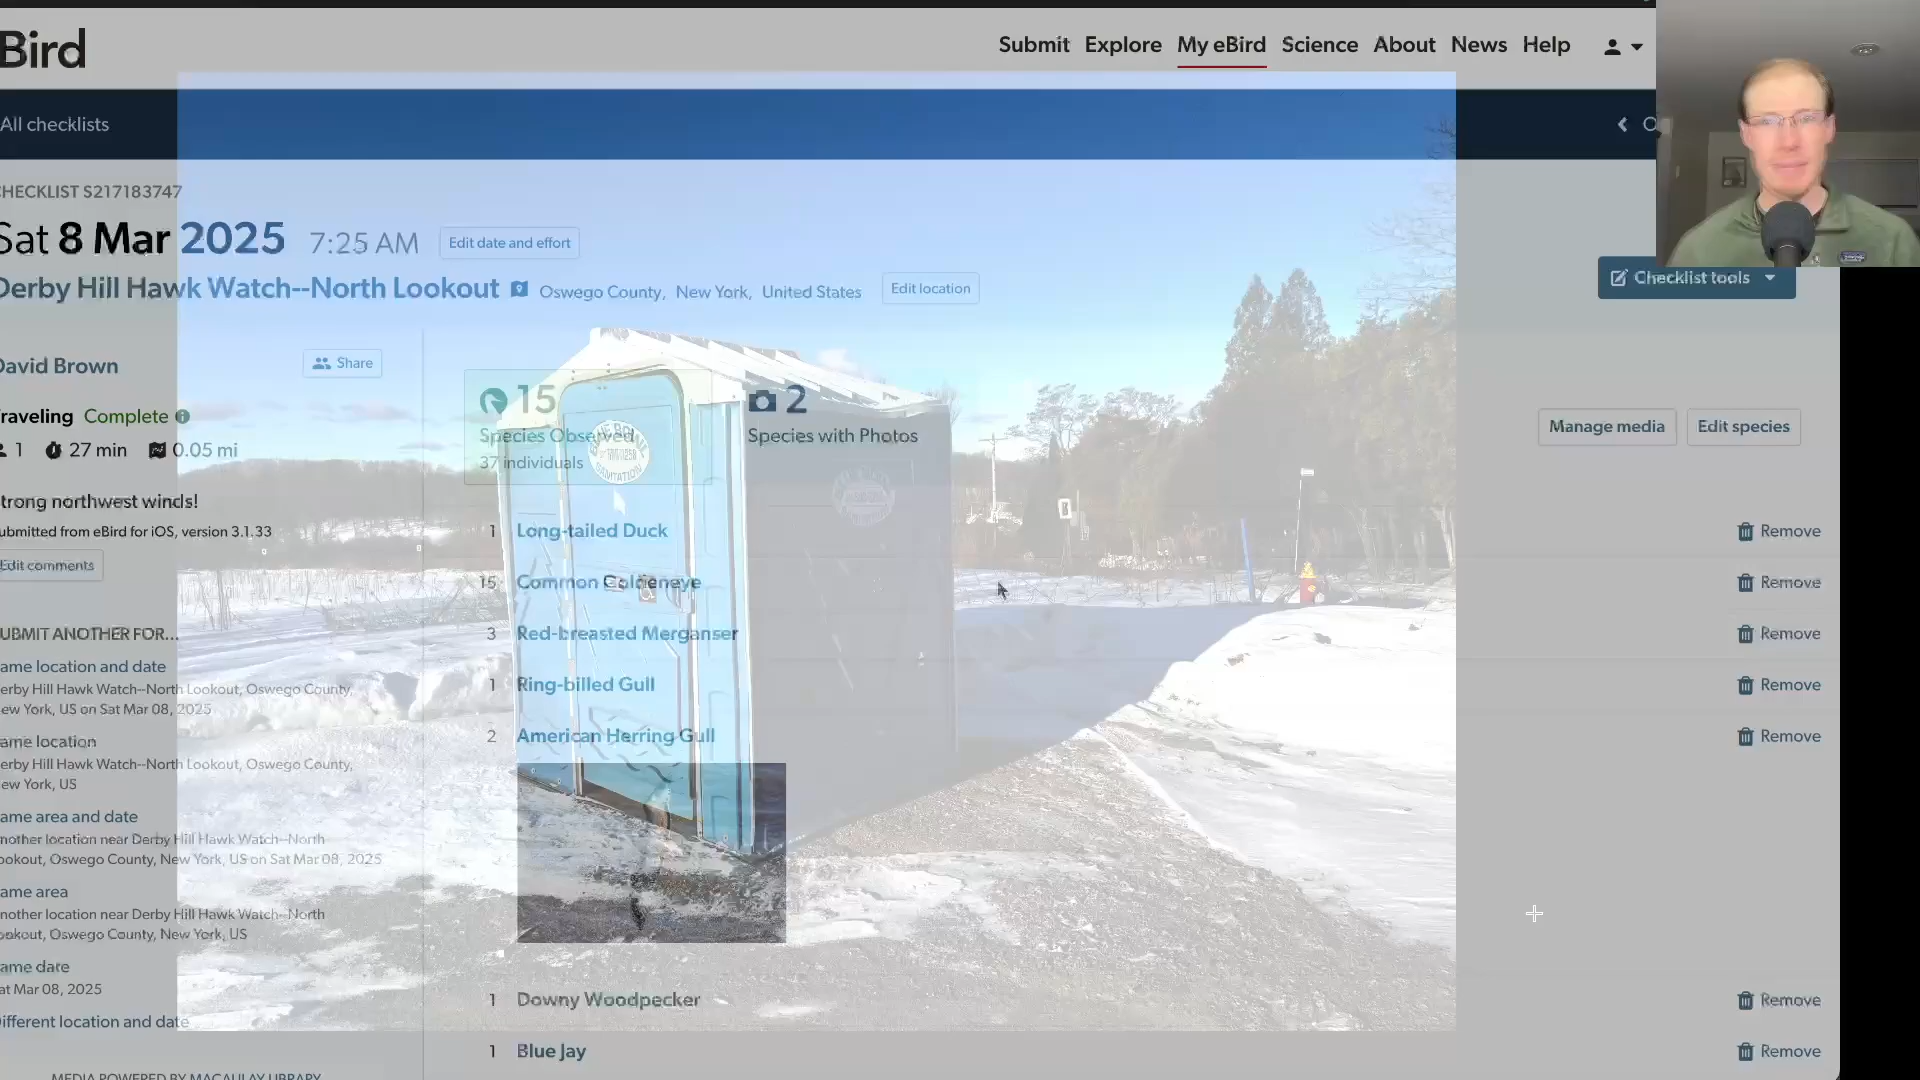 Bird
Submit Explore My eBird Science About News Help
All checklists
HECKLIST S217183747
Sat 8 Mar 2025 7:25 AM Edit date and effort
Derby Hill Hawk Watch--North Lookout Oswego County, New York, United States Edit location
Checklist tools
David Brown
Share
raveling Complete
1 27 min 0.05 mi
trong northwest winds!
ubmitted from eBird for iOS, version 3.1.33
Edit comments
15
Species Observed
37 individuals
2
Species with Photos
Manage media Edit species
SANITATION
1 Long-tailed Duck Remove
15 Common Goldeneye Remove
3 Red-breasted Merganser Remove
1 Ring-billed Gull Remove
2 American Herring Gull Remove
1 Downy Woodpecker Remove
1 Blue Jay Remove
UBMIT ANOTHER FOR...
ame location and date
erby Hill Hawk Watch--North Lookout, Oswego County,
ew York, US on Sat Mar 08, 2025
ame location
erby Hill Hawk Watch--North Lookout, Oswego County,
ew York, US
ame area and date
nother location near Derby Hill Hawk Watch--North
ookout, Oswego County, New York, US on Sat Mar 08, 2025
ame area
nother location near Derby Hill Hawk Watch--North
ookout, Oswego County, New York, US
ame date
at Mar 08, 2025
ifferent location and date
MEDIA POWERED BY MACAULAY LIBRARY